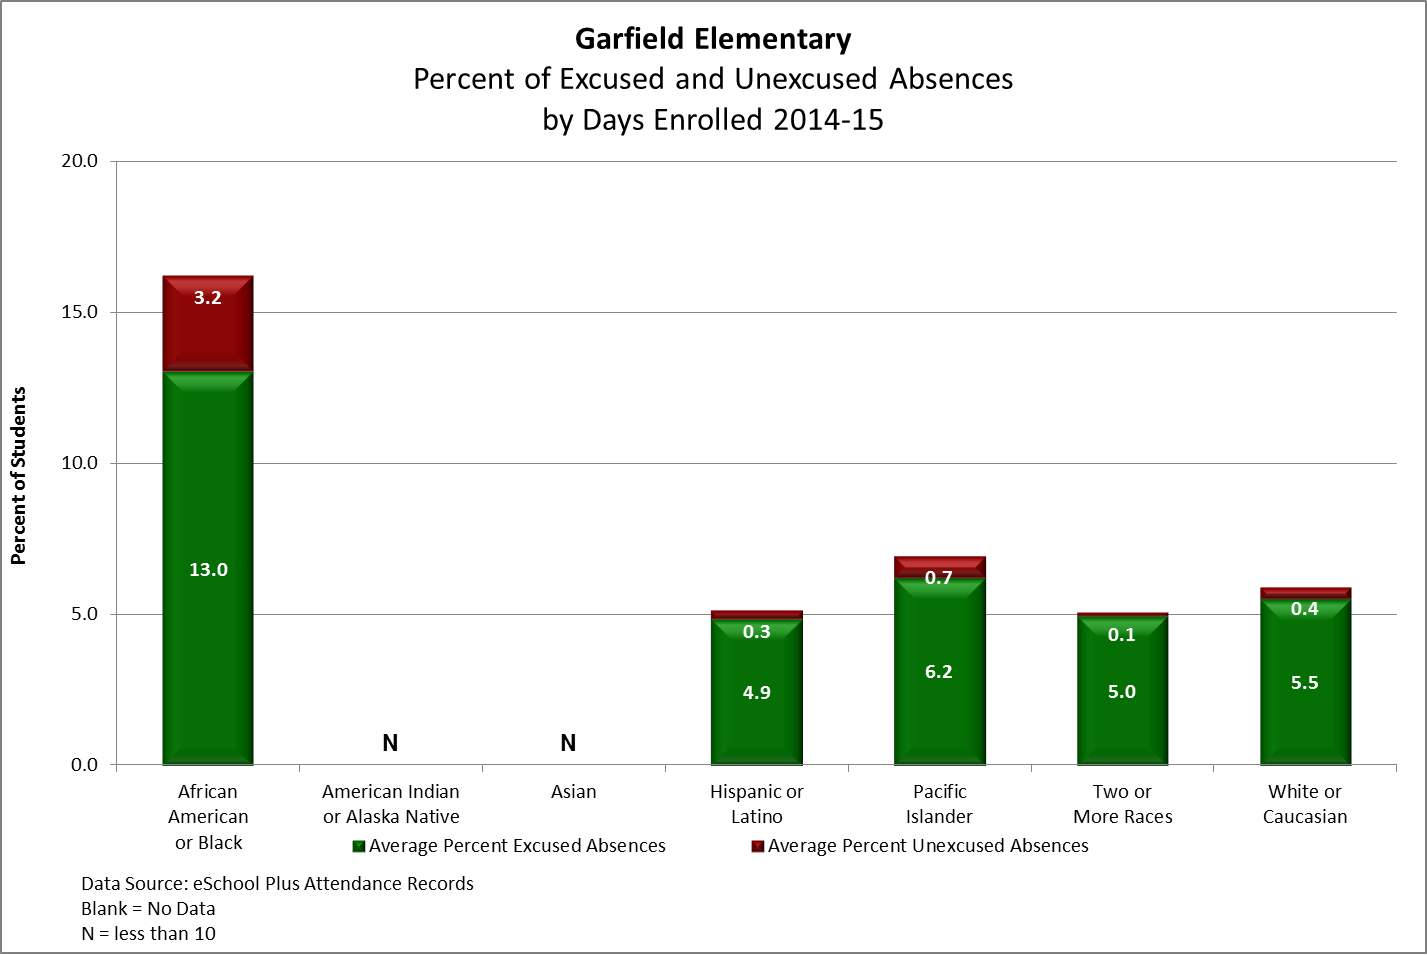 Garfield Elementary
Percent of Excused and Unexcused Absences
by Days Enrolled 2014-15
Percent of Students
20.0
15.0
10.0
5.0
0.0
3.2
13.0
N
N
0.3
4.9
0.7
6.2
0.1
5.0
0.4
5.5
African
American
or Black
American Indian
or Alaska Native
Asian
Hispanic or
Latino
Pacific
Islander
Two or
More Races
White or
Caucasian
Average Percent Excused Absences
Average Percent Unexcused Absences
Data Source: eSchool Plus Attendance Records
Blank = No Data
N = less than 10